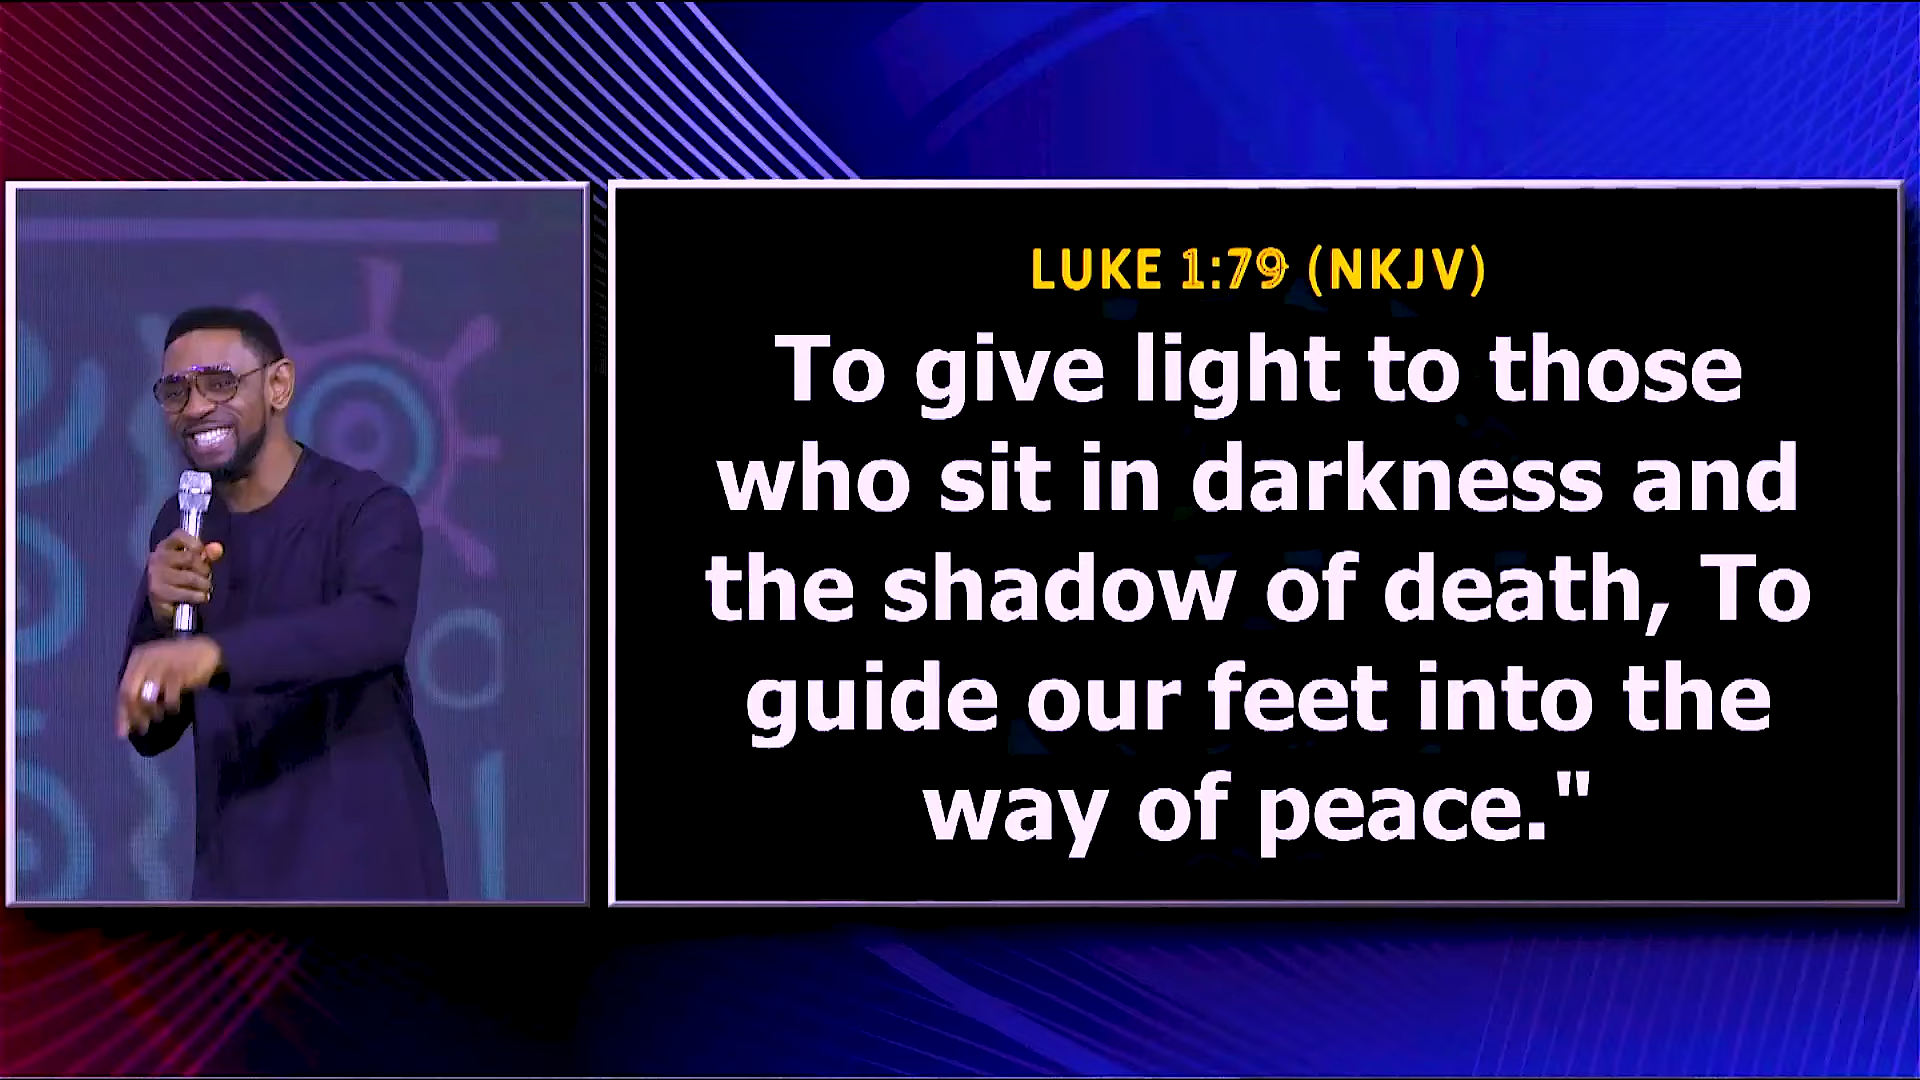 LUKE 1:79 (NKJV)
To give light to those
who sit in darkness and
the shadow of death, To
guide our feet into the
way of peace."